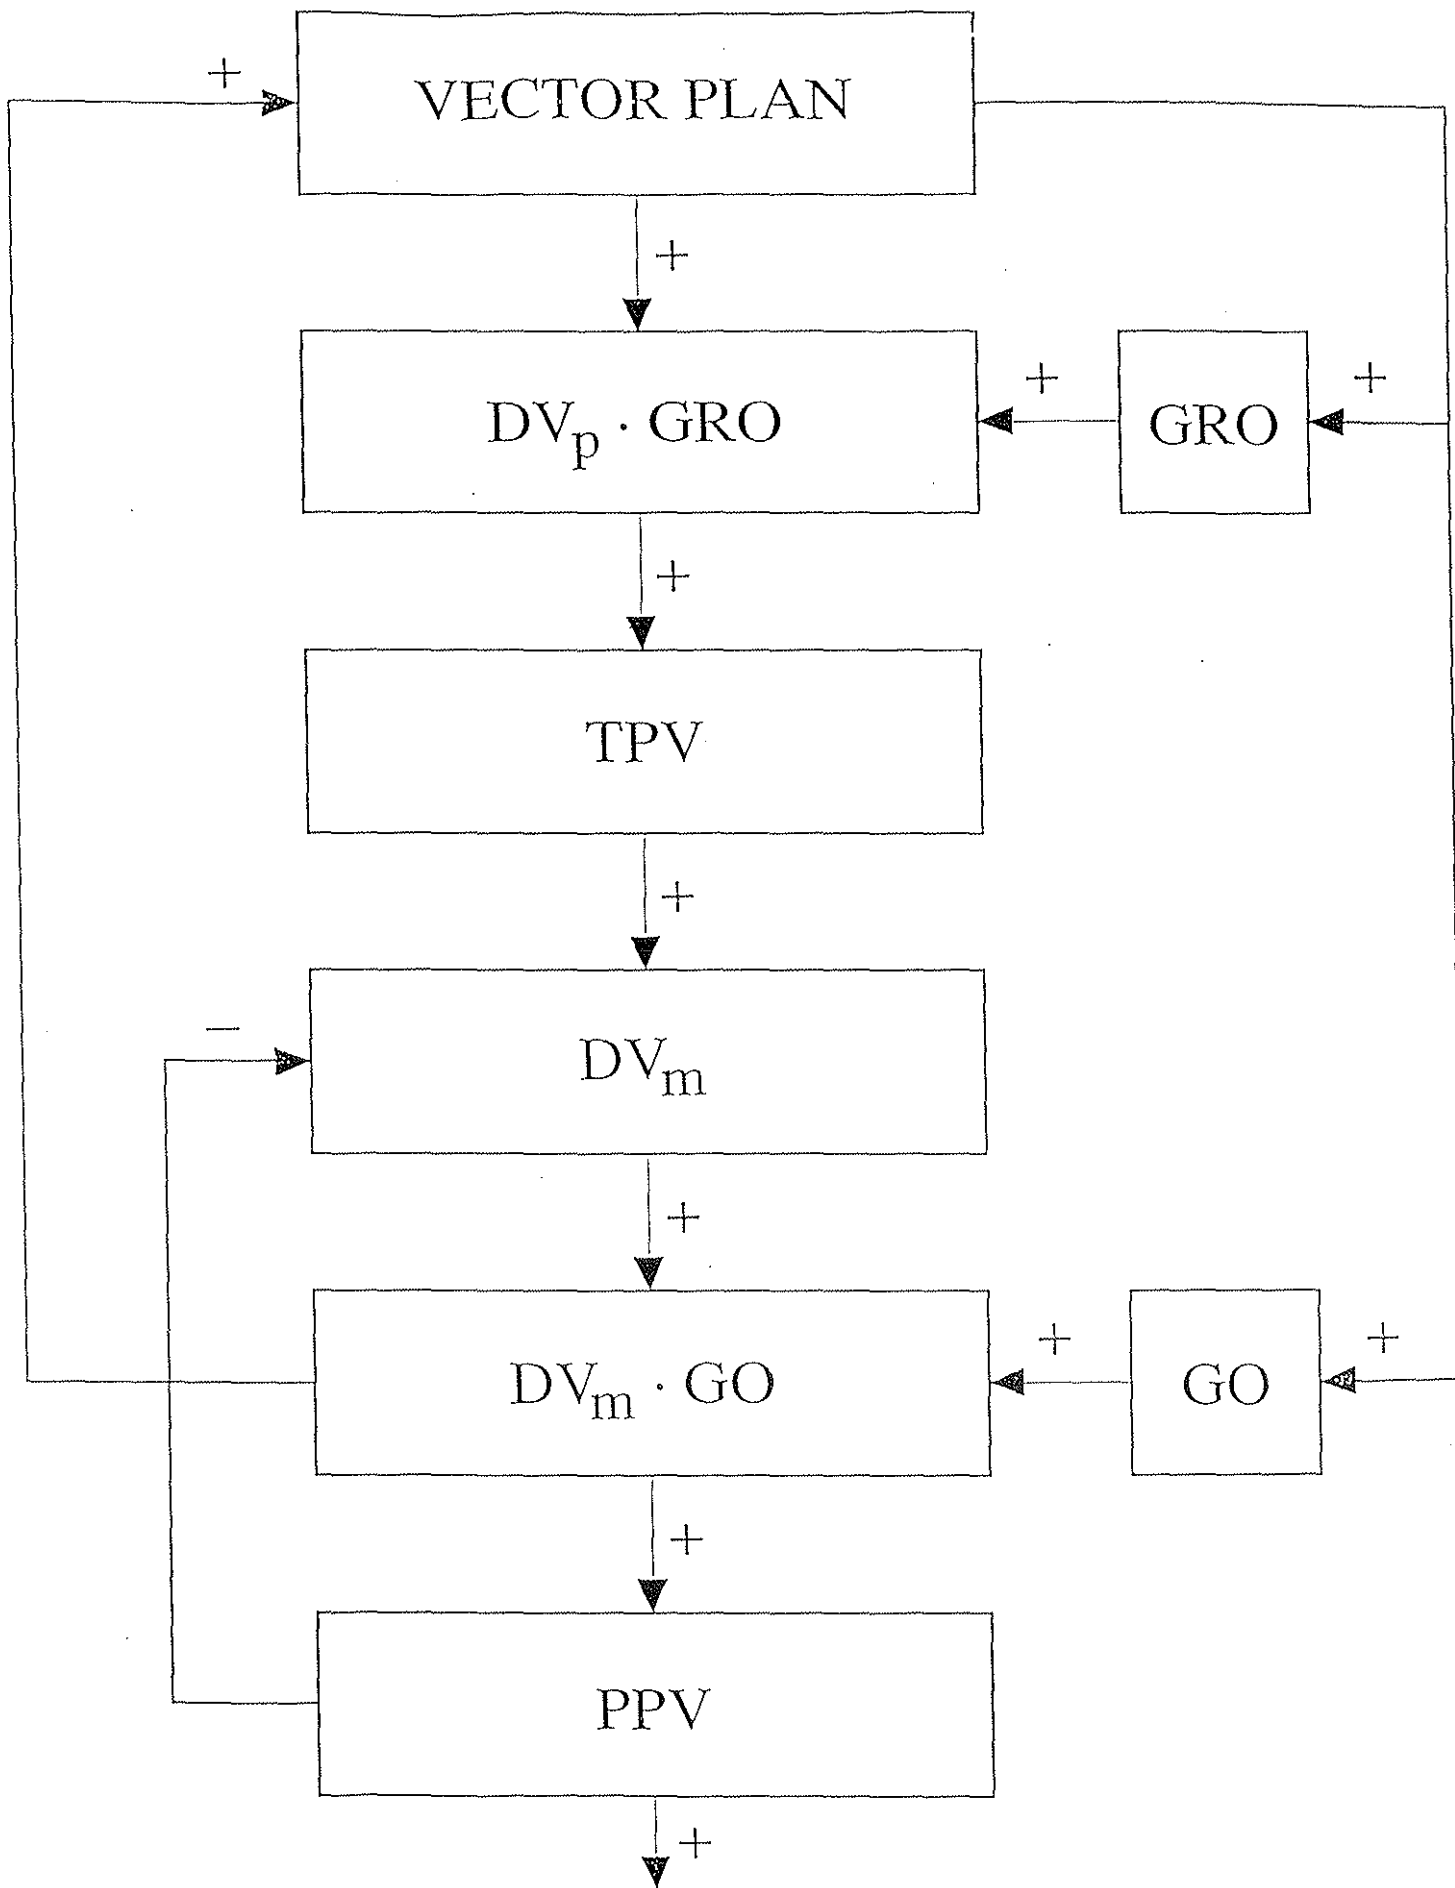 +
VECTOR PLAN
+
DVp · GRO
+
GRO
+
+
TPV
+
−
DVm
+
DVm · GO
+
GO
+
+
PPV
+